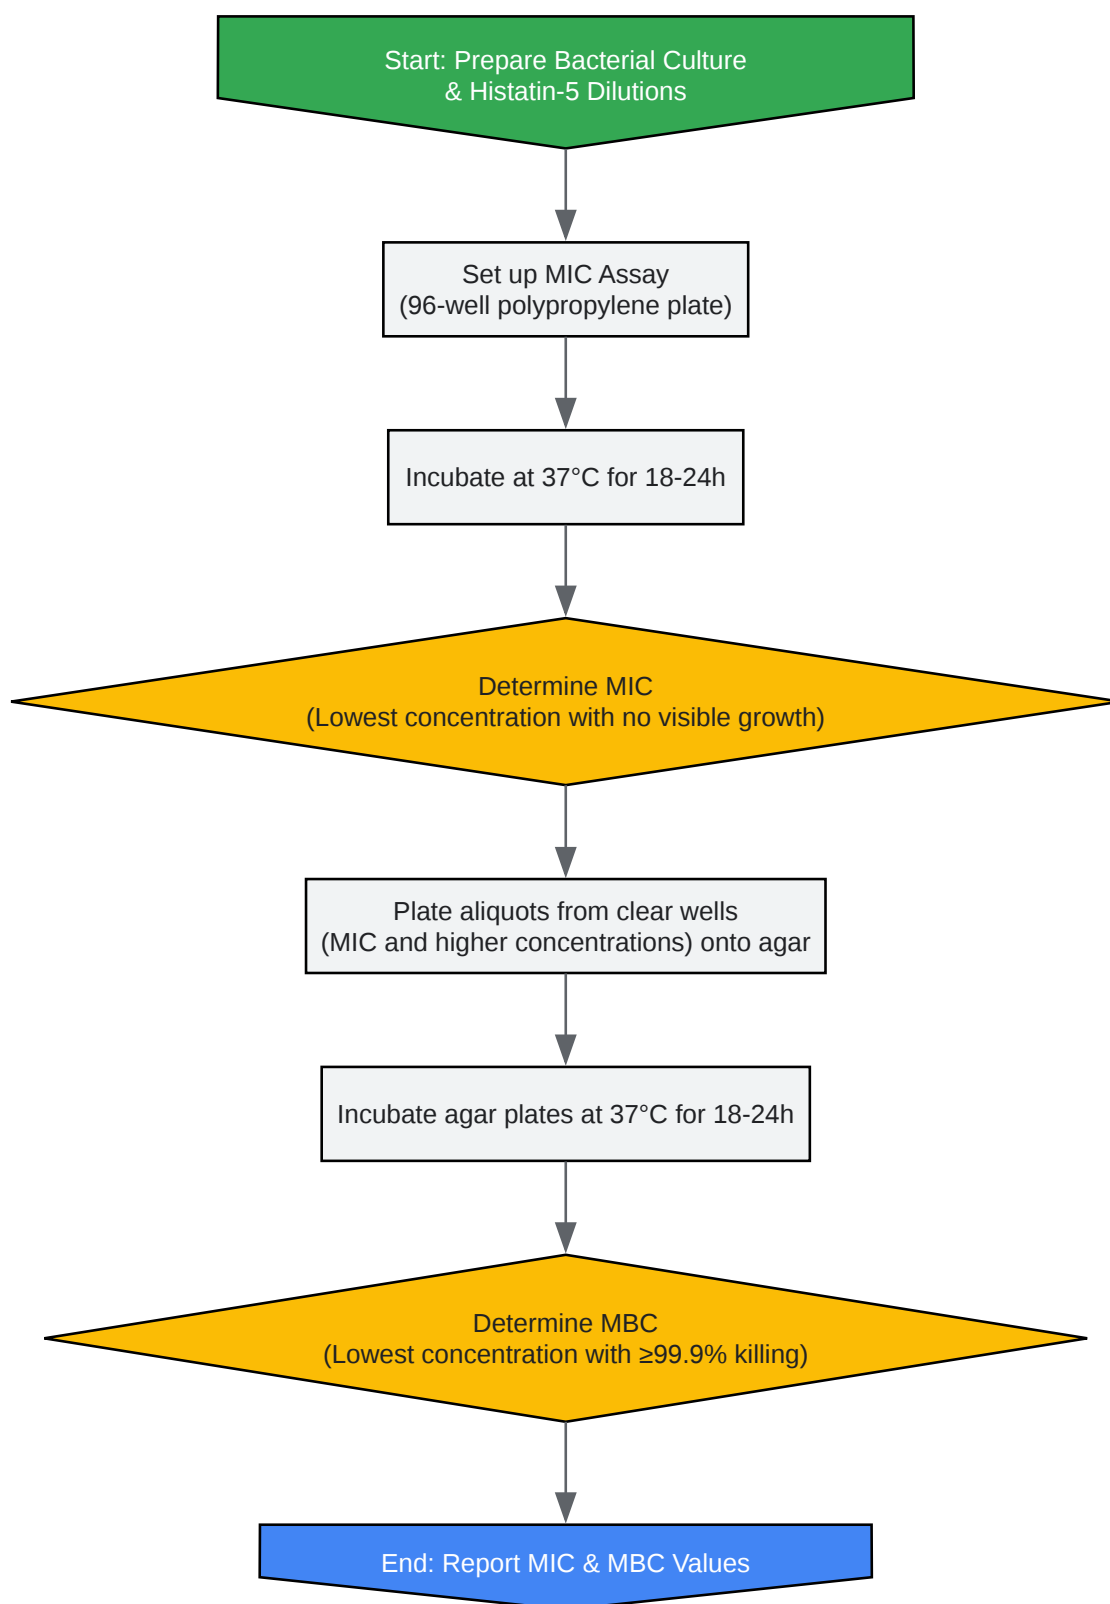 Start: Prepare Bacterial Culture
& Histatin-5 Dilutions
Set up MIC Assay
(96-well polypropylene plate)
Incubate at 37°C for 18-24h
Determine MIC
(Lowest concentration with no visible growth)
Plate aliquots from clear wells
(MIC and higher concentrations) onto agar
Incubate agar plates at 37°C for 18-24h
Determine MBC
(Lowest concentration with ≥99.9% killing)
End: Report MIC & MBC Values